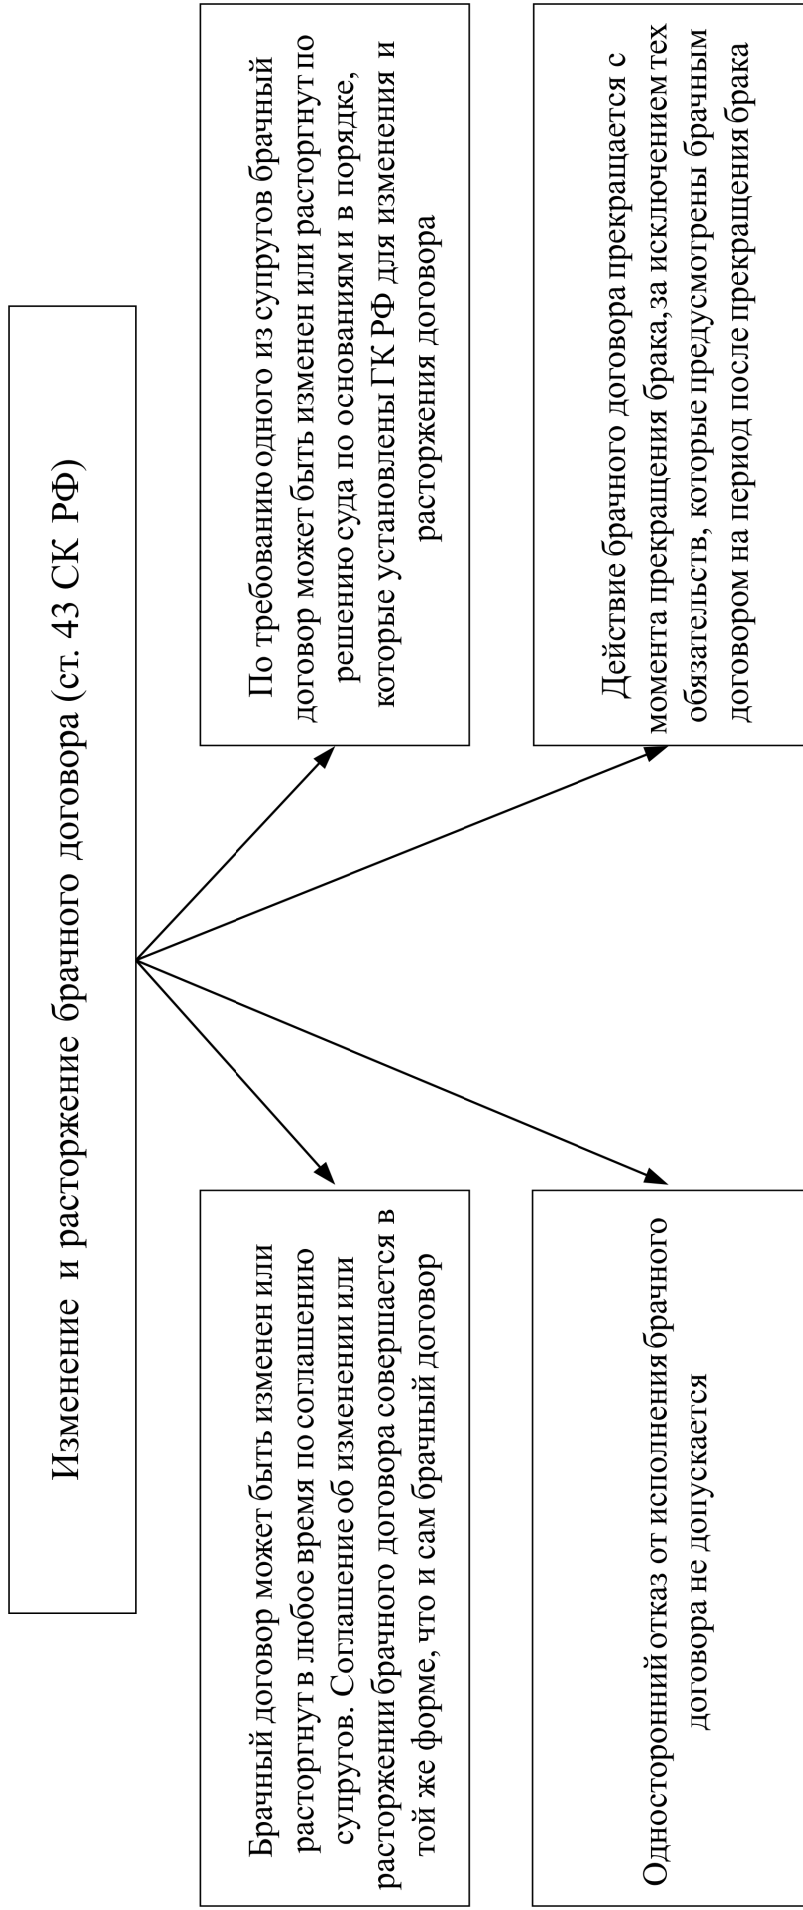 Изменение и расторжение брачного договора (ст. 43 СК РФ)
Брачный договор может быть изменен или
расторгнут в любое время по соглашению
супругов. Соглашение об изменении или
расторжении брачного договора совершается в
той же форме, что и сам брачный договор
По требованию одного из супругов брачный
договор может быть изменен или расторгнут по
решению суда по основаниями в порядке,
которые установлены ГК РФ для изменения и
расторжения договора
Односторонний отказ от исполнения брачного
договора не допускается
Действие брачного договора прекращается с
момента прекращения брака, за исключением тех
обязательств, которые предусмотрены брачным
договором на период после прекращения брака